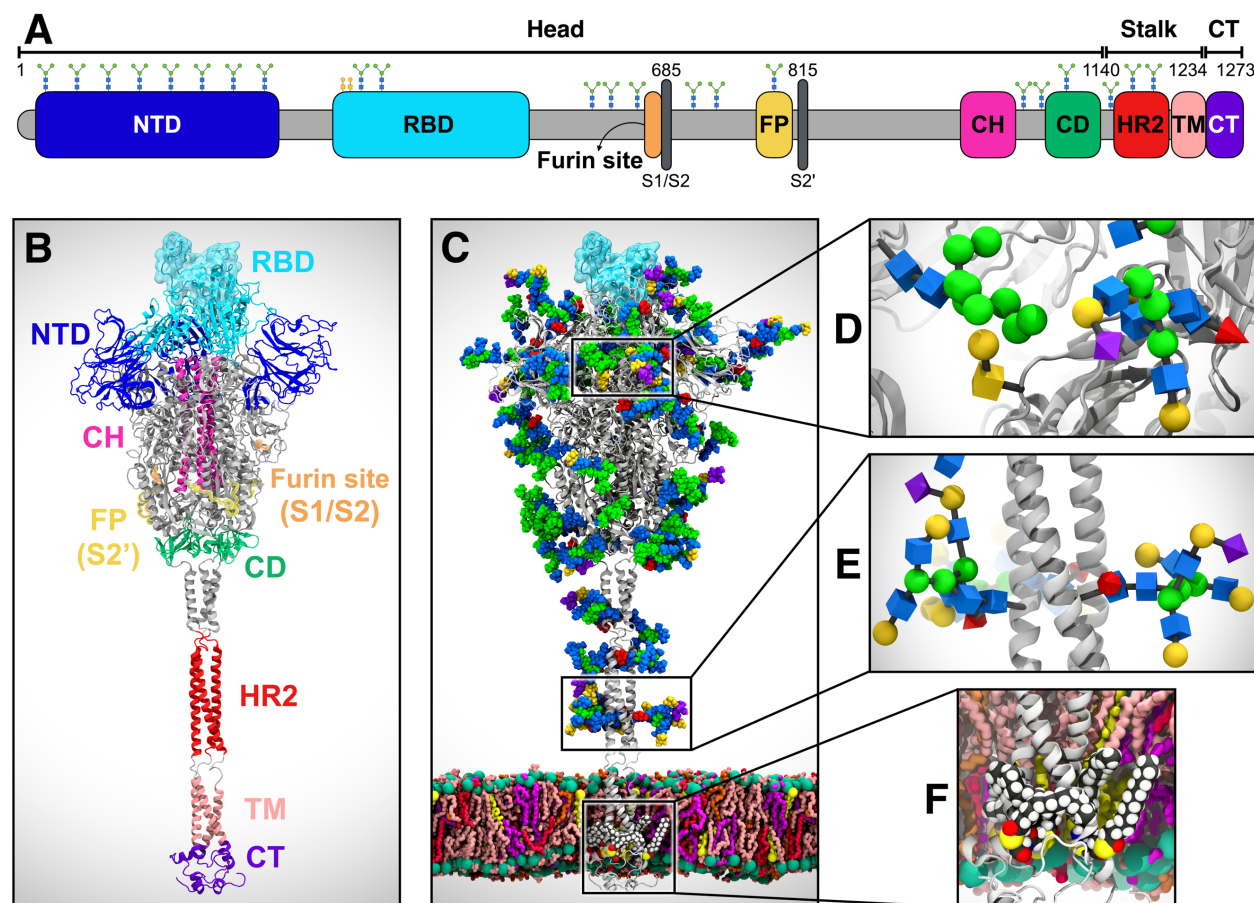 A
Head
Stalk
CT
1
685
815
1140
1234
1273
NTD
RBD
FP
CH
CD
HR2
TM
CT
Furin site
S1/S2
S2'
B
RBD
NTD
CH
Furin site
(S1/S2)
FP
(S2’)
CD
HR2
TM
CT
C
D
E
F